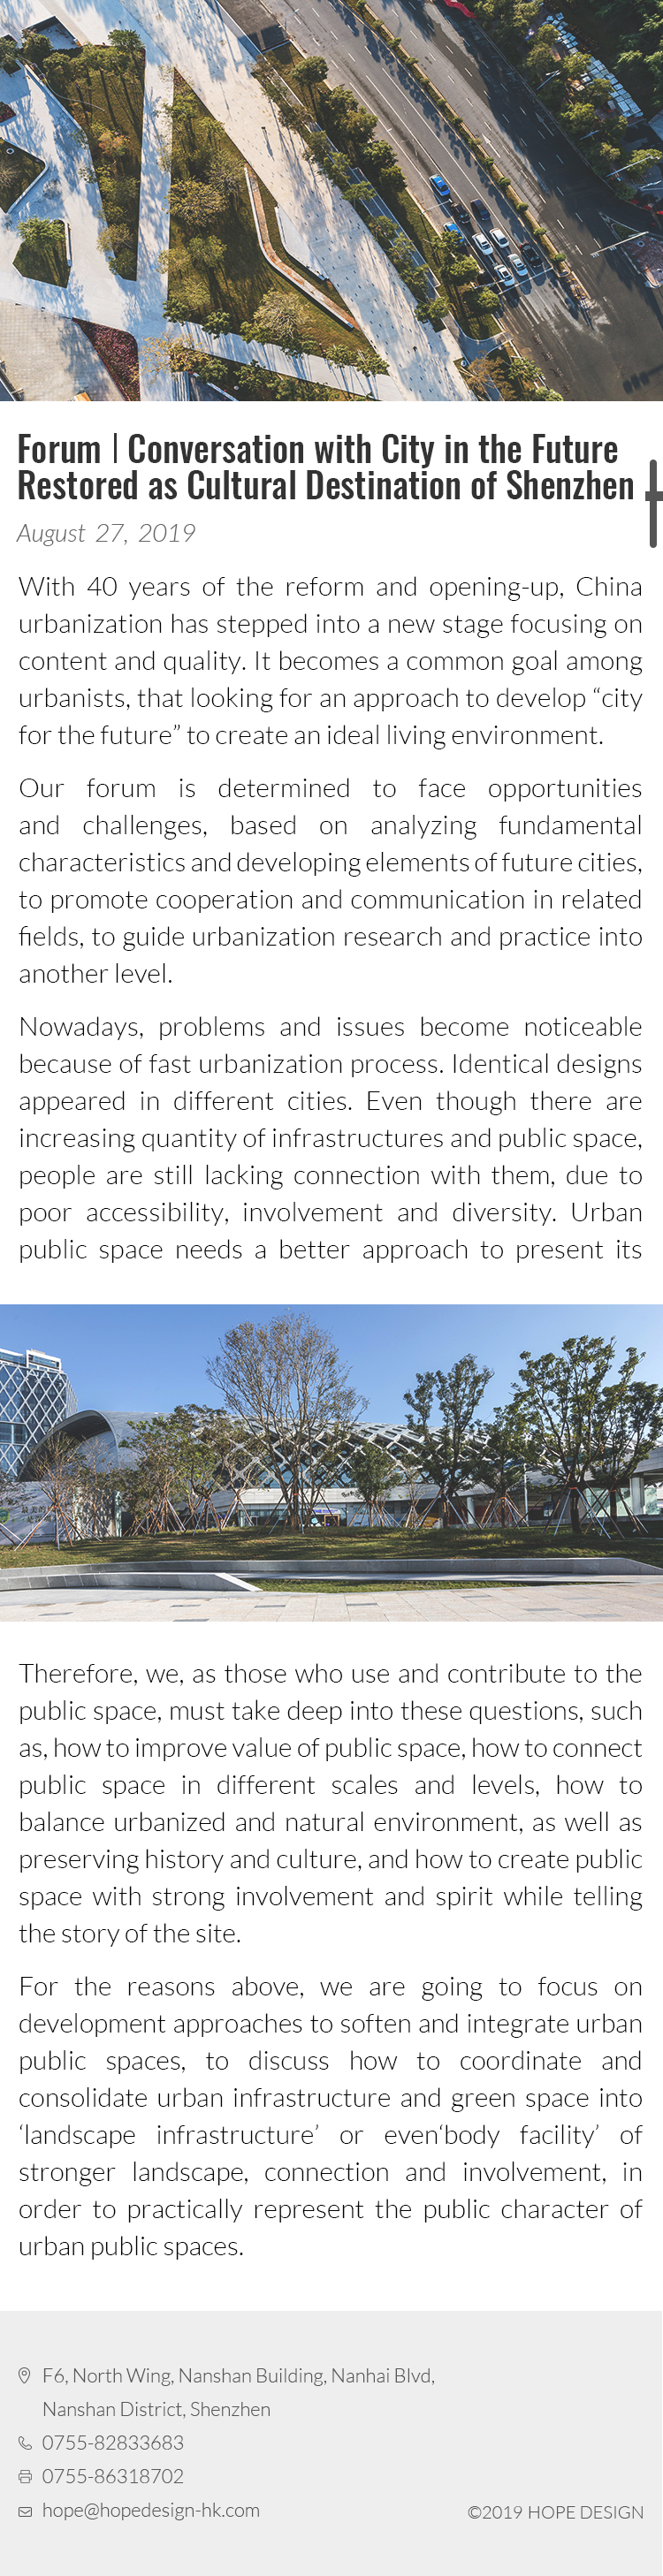 Forum | Conversation with City in the Future
Restored as Cultural Destination of Shenzhen
August 27, 2019
With 40 years of the reform and opening-up, China
urbanization has stepped into a new stage focusing on
content and quality. It becomes a common goal among
urbanists, that looking for an approach to develop “city
for the future” to create an ideal living environment.
Our forum is determined to face opportunities
and challenges, based on analyzing fundamental
characteristics and developing elements of future cities,
to promote cooperation and communication in related
fields, to guide urbanization research and practice into
another level.
Nowadays, problems and issues become noticeable
because of fast urbanization process. Identical designs
appeared in different cities. Even though there are
increasing quantity of infrastructures and public space,
people are still lacking connection with them, due to
poor accessibility, involvement and diversity. Urban
public space needs a better approach to present its
Therefore, we, as those who use and contribute to the
public space, must take deep into these questions, such
as, how to improve value of public space, how to connect
public space in different scales and levels, how to
balance urbanized and natural environment, as well as
preserving history and culture, and how to create public
space with strong involvement and spirit while telling
the story of the site.
For the reasons above, we are going to focus on
development approaches to soften and integrate urban
public spaces, to discuss how to coordinate and
consolidate urban infrastructure and green space into
‘landscape infrastructure’ or even‘body facility’ of
stronger landscape, connection and involvement, in
order to practically represent the public character of
urban public spaces.
F6, North Wing, Nanshan Building, Nanhai Blvd,
Nanshan District, Shenzhen
0755-82833683
0755-86318702
hope@hopedesign-hk.com
©2019 HOPE DESIGN